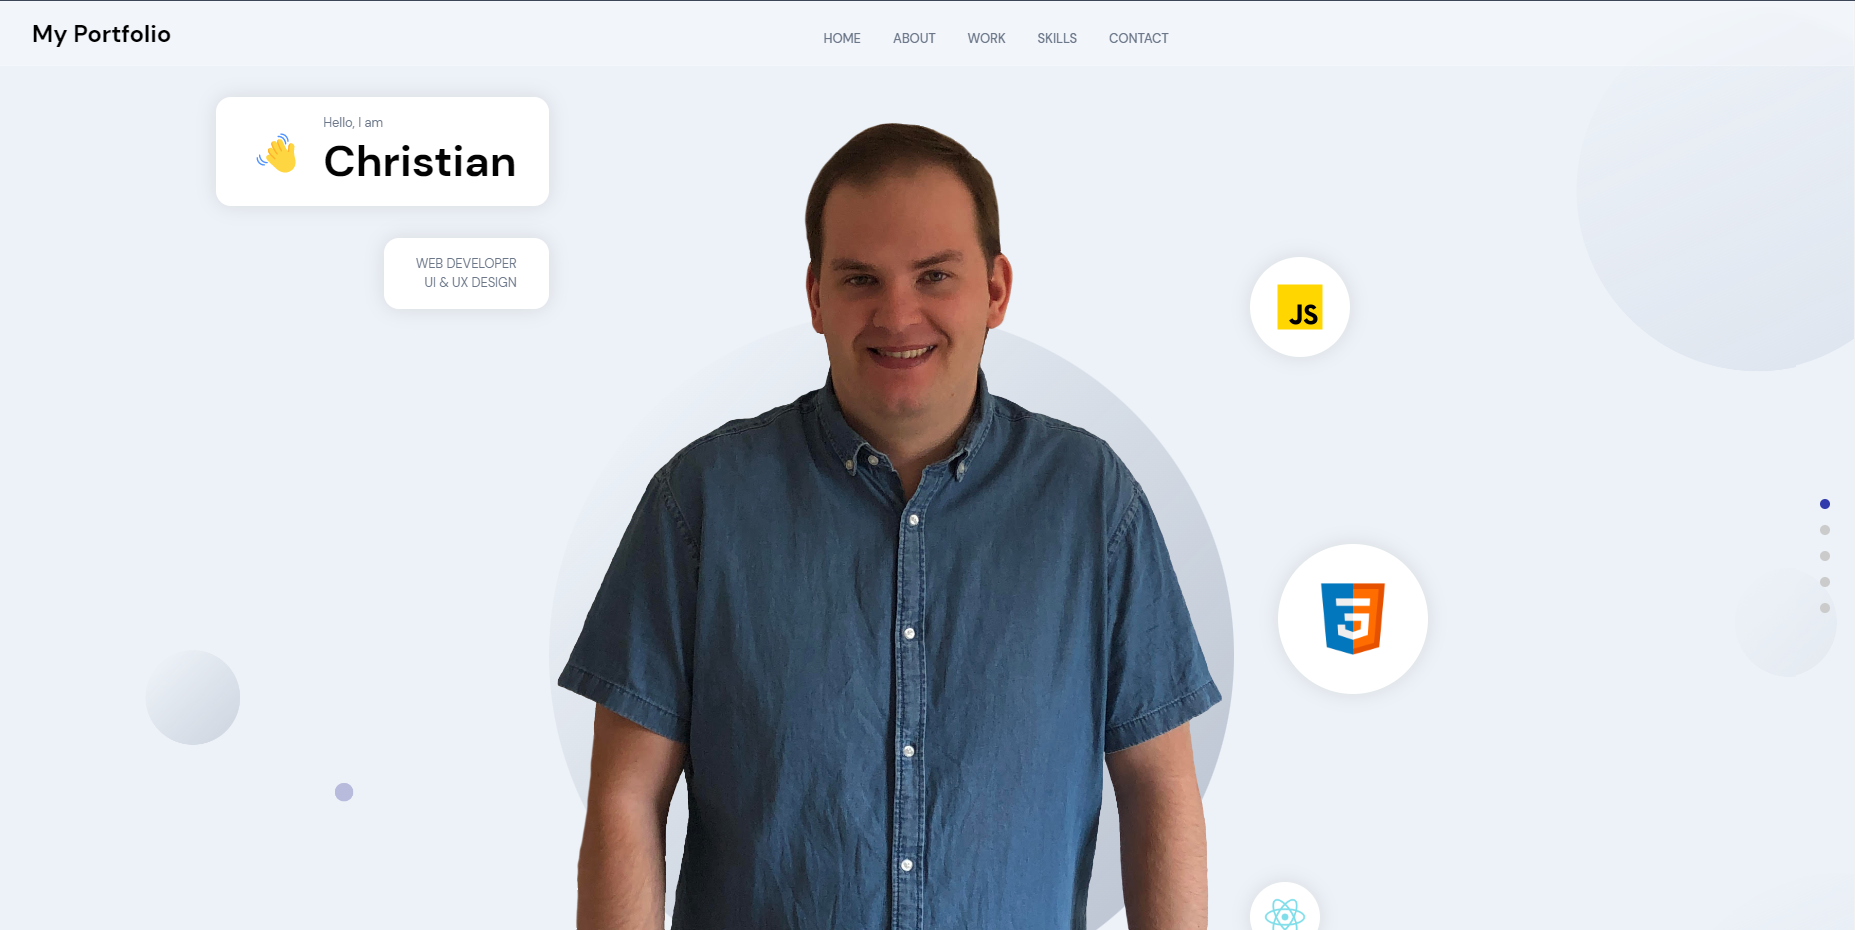 My Portfolio
HOME ABOUT WORK SKILLS CONTACT
Hello, I am
Christian
WEB DEVELOPER
UI & UX DESIGN
JS
3